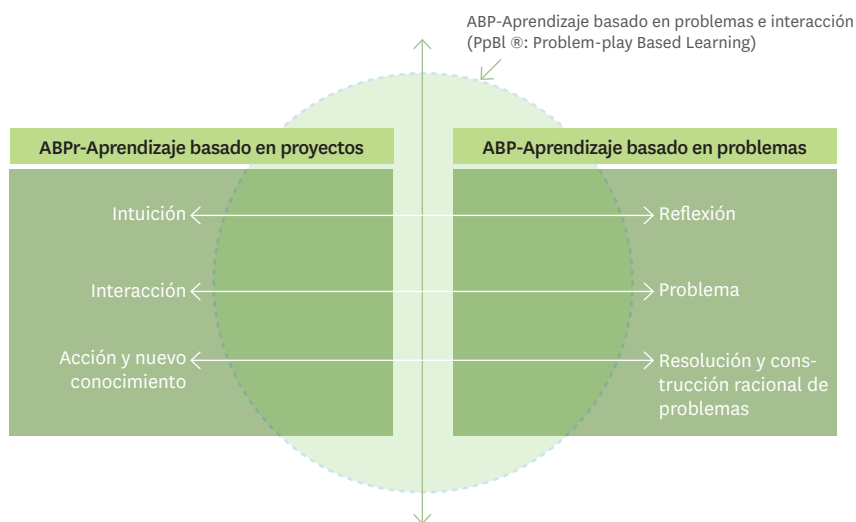 ABP-Aprendizaje basado en problemas e interacción
(PpBl ®: Problem-play Based Learning)
ABPr-Aprendizaje basado en proyectos
ABP-Aprendizaje basado en problemas
Intuición
Reflexión
Interacción
Problema
Acción y nuevo
conocimiento
Resolución y cons-
trucción racional de
problemas